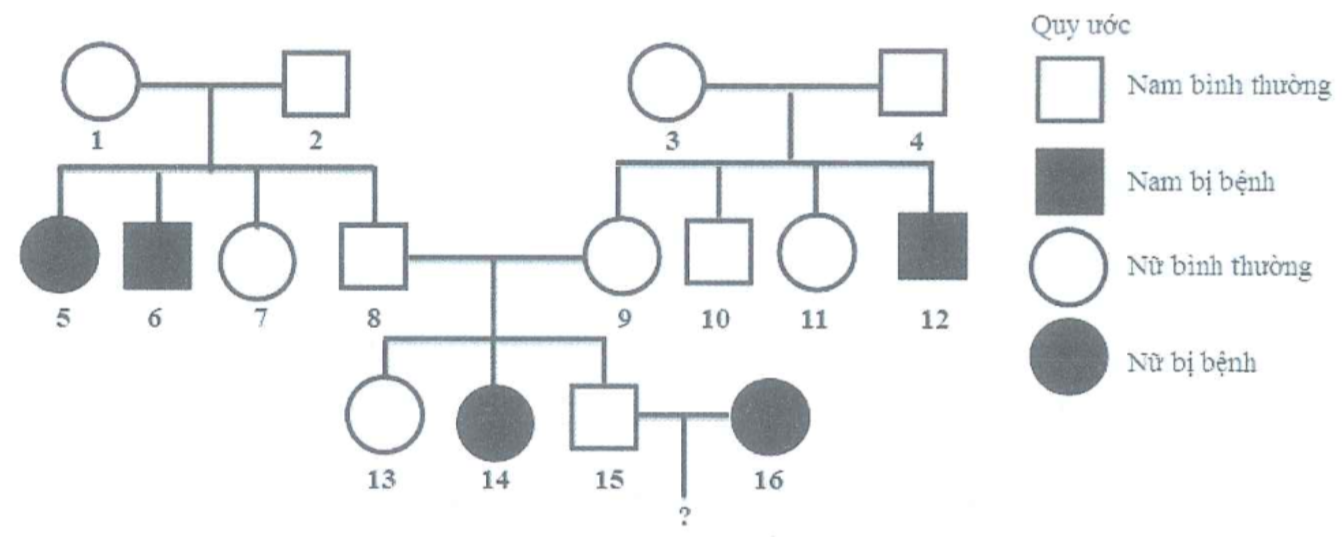 Quy ước
Nam bình thường
1 2 3 4
Nam bị bệnh
Nữ bình thường
5 6 7 8 9 10 11 12
Nữ bị bệnh
13 14 15 16
?